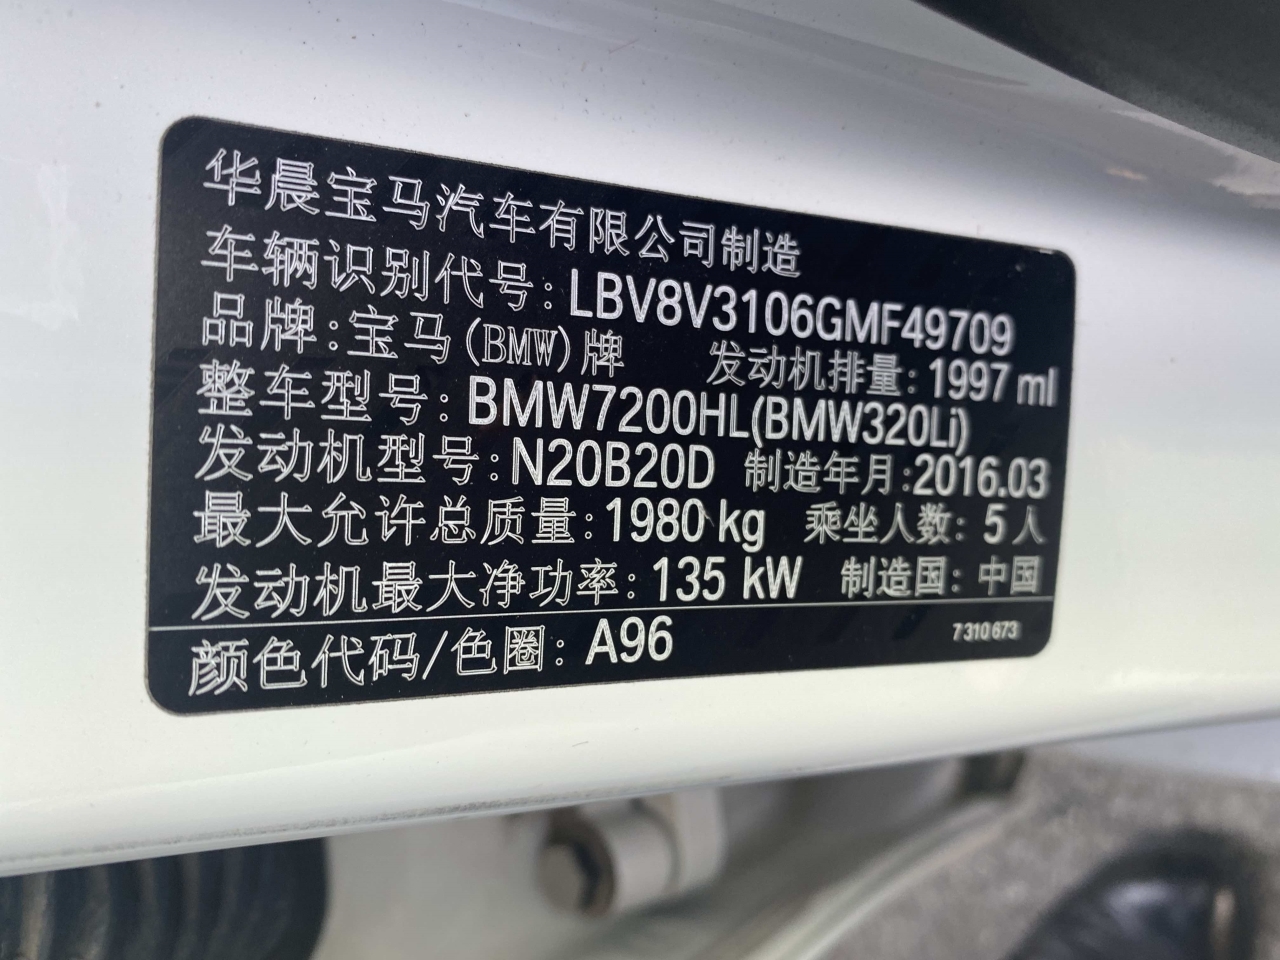 华晨宝马汽车有限公司制造
车辆识别代号：LBV8V3106GMF49709
品牌：宝马(BMW)牌 发动机排量：1997 ml
整车型号：BMW7200HL(BMW320Li)
发动机型号：N20B20D 制造年月：2016.03
最大允许总质量：1980 kg 乘坐人数：5人
发动机最大净功率：135 kW 制造国：中国
颜色代码/色圈：A96 7310673